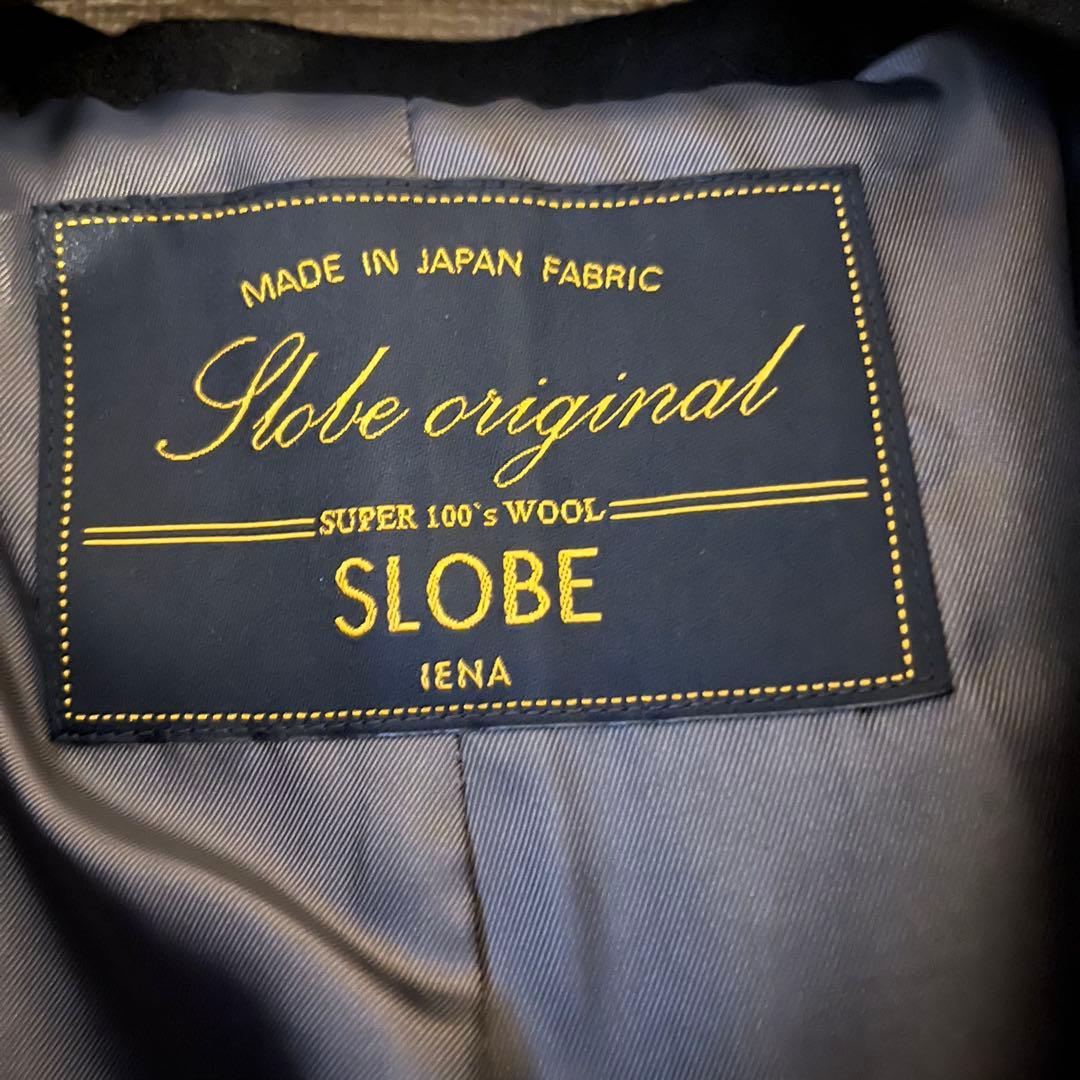 MADE IN JAPAN FABRIC
Slobe original
SUPER 100`s WOOL
SLOBE
IENA